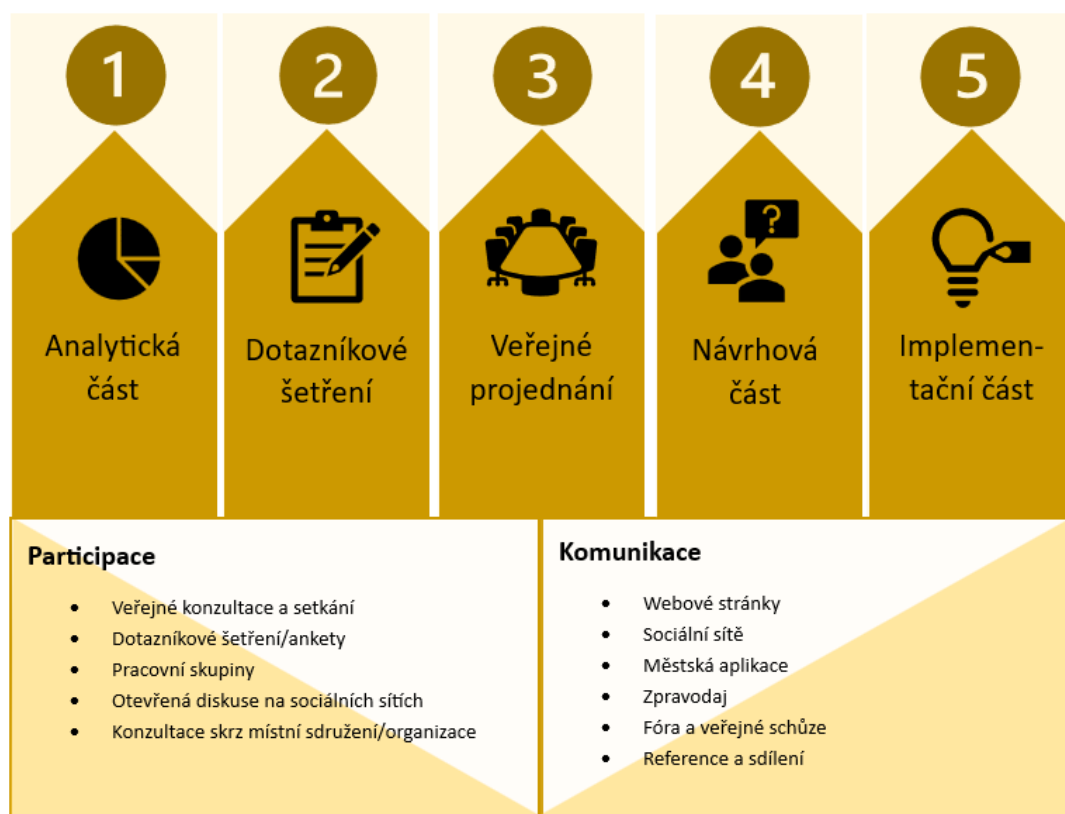 1
2
3
4
5
Analytická
část
Dotazníkové
šetření
Veřejné
projednání
Návrhová
část
Implemen-
tační část
?
Participace
• Veřejné konzultace a setkání
• Dotazníkové šetření/ankety
• Pracovní skupiny
• Otevřená diskuse na sociálních sítích
• Konzultace skrz místní sdružení/organizace
Komunikace
• Webové stránky
• Sociální sítě
• Městská aplikace
• Zpravodaj
• Fóra a veřejné schůze
• Reference a sdílení